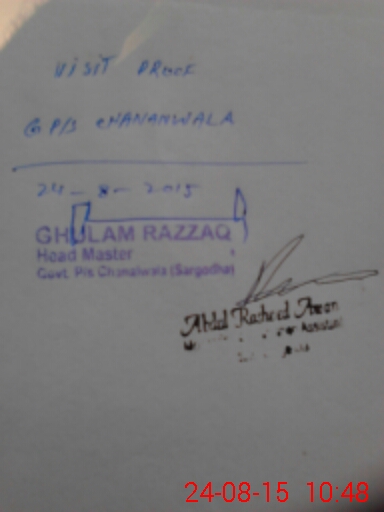 VISIT PRooF
@ P/S CHANANWALA
24 - 8 - 2015
GHULAM RAZZAQ
Head Master
Govt. P/s Chanalwala (Sargodha)
Abdul Rasheed Awan
24-08-15 10:48